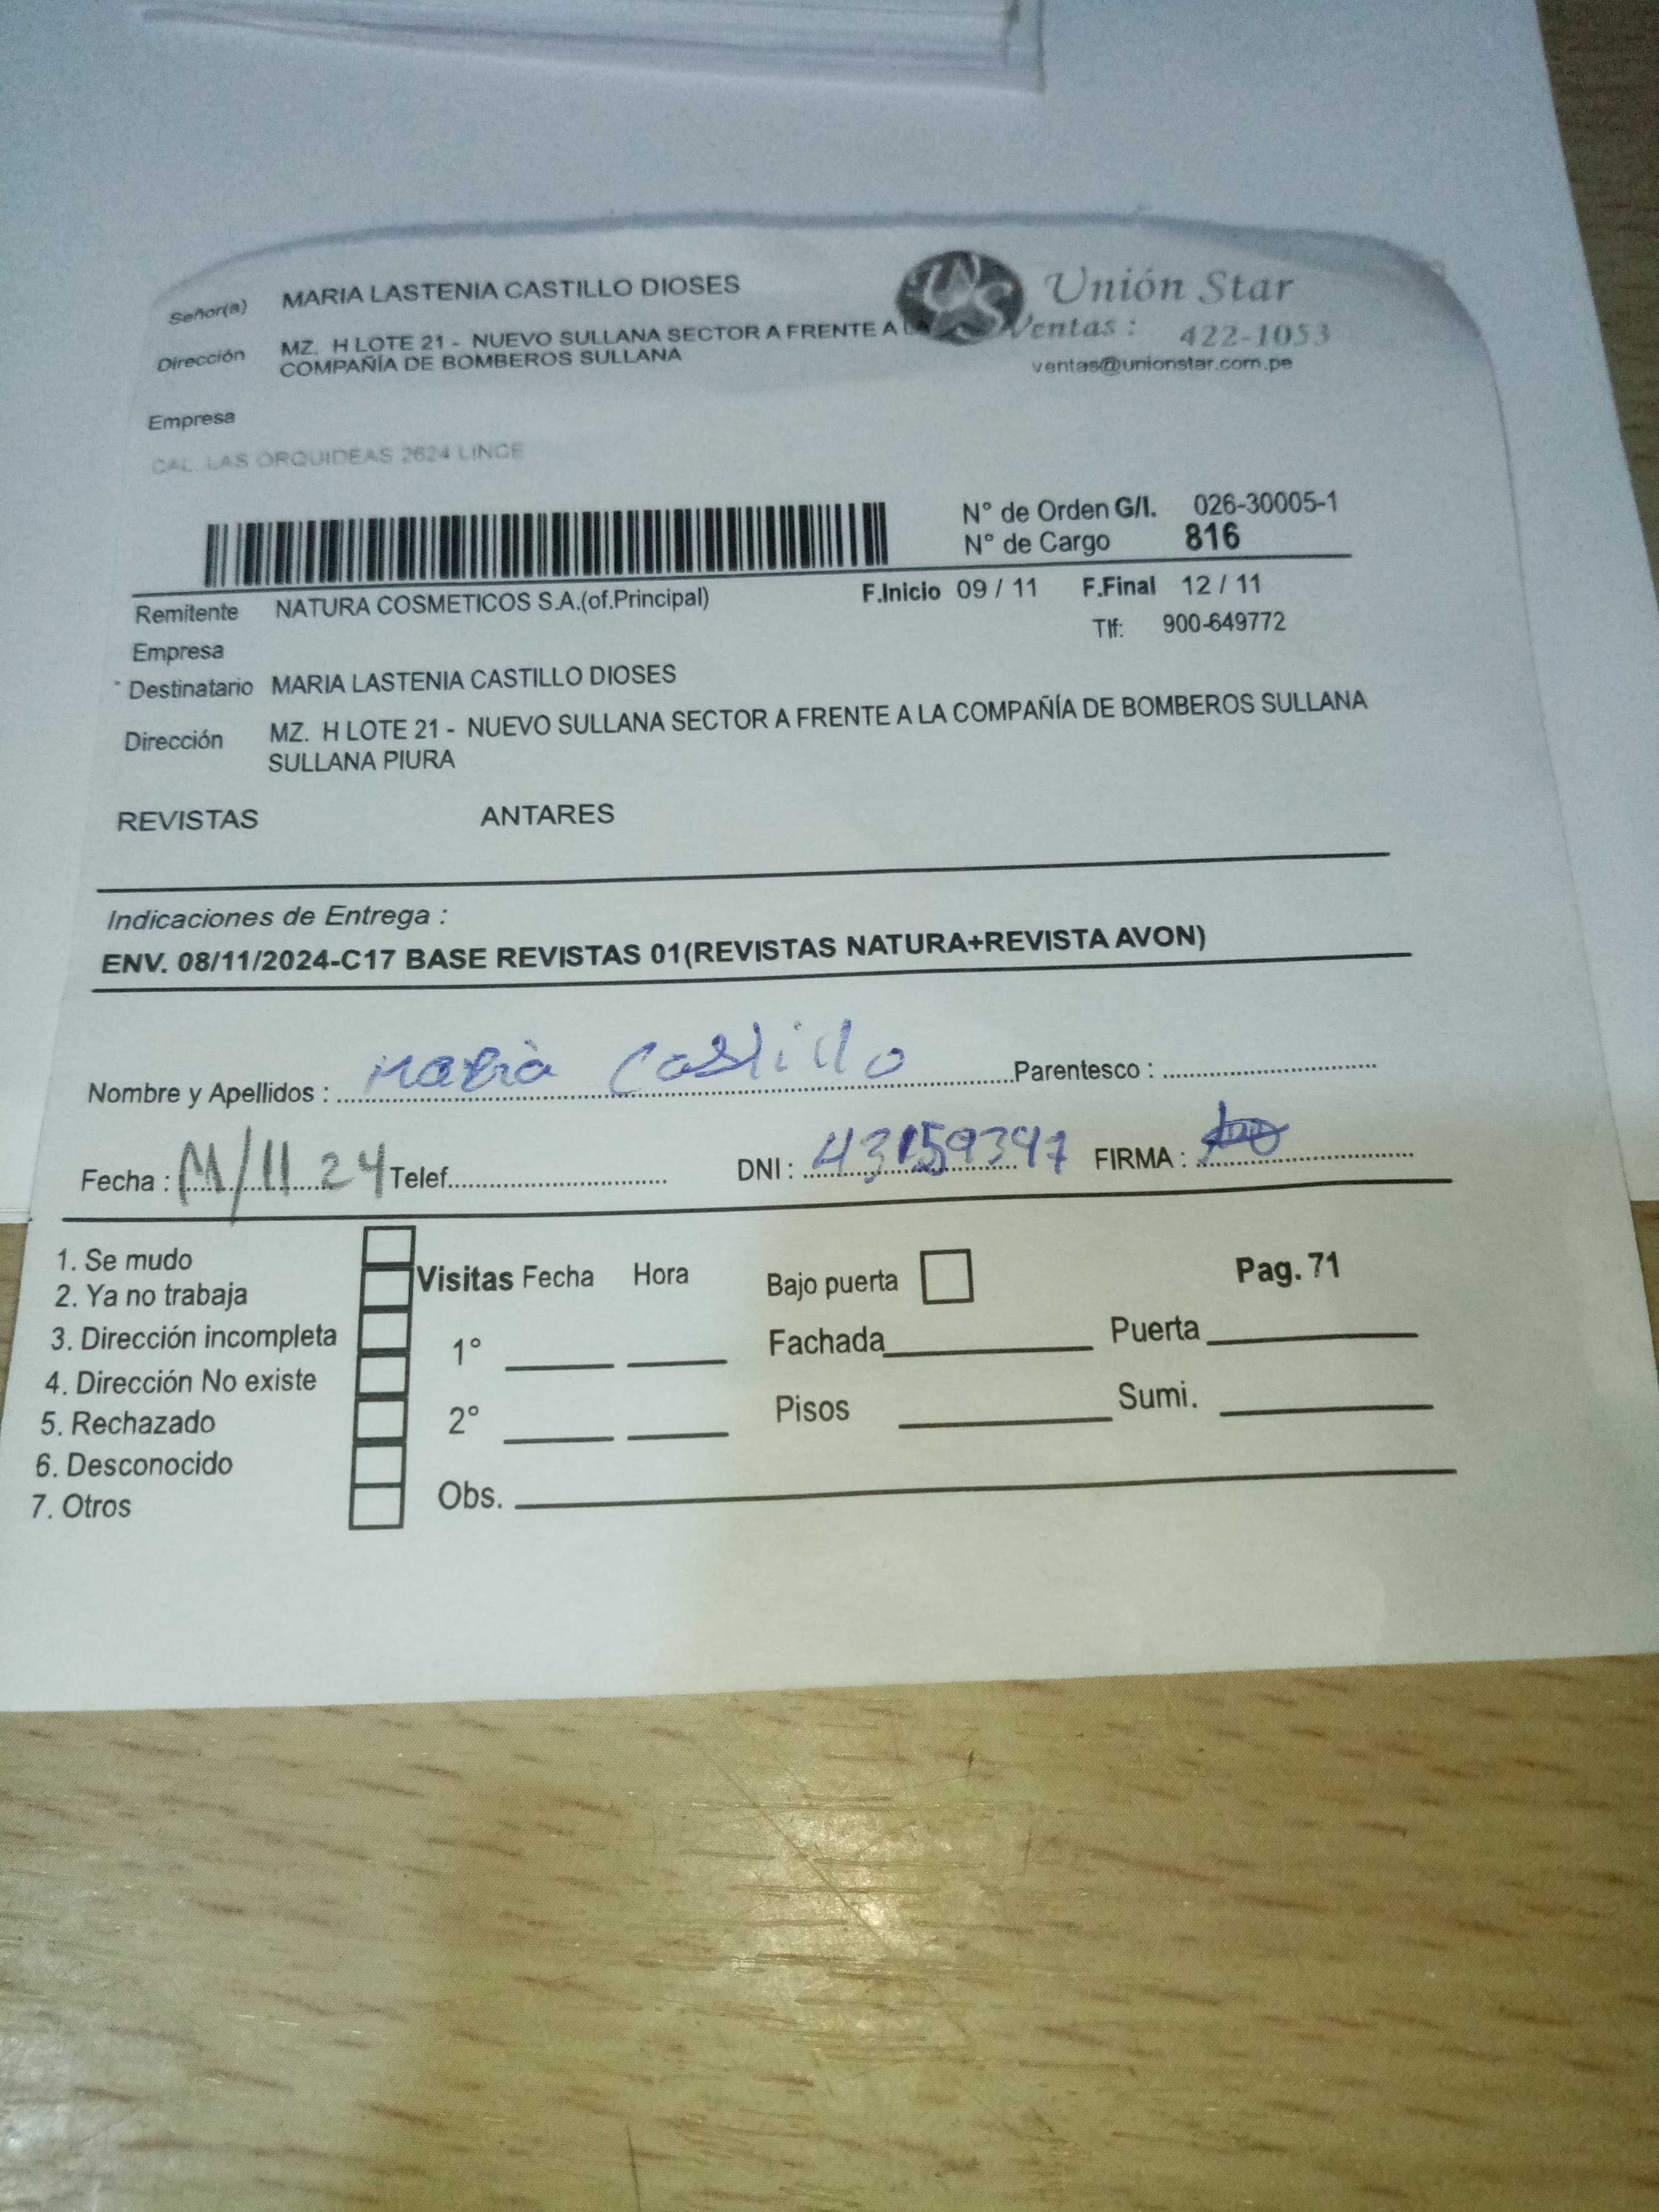 Señor(a) MARIA LASTENIA CASTILLO DIOSES
Unión Star
Dirección MZ. H LOTE 21 - NUEVO SULLANA SECTOR A FRENTE A LA
COMPAÑÍA DE BOMBEROS SULLANA
Ventas : 422-1053
ventas@unionstar.com.pe
Empresa
CAL. LAS ORQUIDEAS 2624 LINCE
N° de Orden G/I. 026-30005-1
N° de Cargo 816
Remitente NATURA COSMETICOS S.A.(of.Principal) F.Inicio 09 / 11 F.Final 12 / 11
Empresa Tlf: 900-649772
Destinatario MARIA LASTENIA CASTILLO DIOSES
Dirección MZ. H LOTE 21 - NUEVO SULLANA SECTOR A FRENTE A LA COMPAÑÍA DE BOMBEROS SULLANA
SULLANA PIURA
REVISTAS ANTARES
Indicaciones de Entrega :
ENV. 08/11/2024-C17 BASE REVISTAS 01(REVISTAS NATURA+REVISTA AVON)
Nombre y Apellidos : Maria Castillo Parentesco :
Fecha : 11/11 24 Telef. DNI : 43159397 FIRMA :
1. Se mudo
2. Ya no trabaja
3. Dirección incompleta
4. Dirección No existe
5. Rechazado
6. Desconocido
7. Otros
Visitas Fecha Hora
1°
2°
Obs.
Bajo puerta Pag. 71
Fachada Puerta
Pisos Sumi.